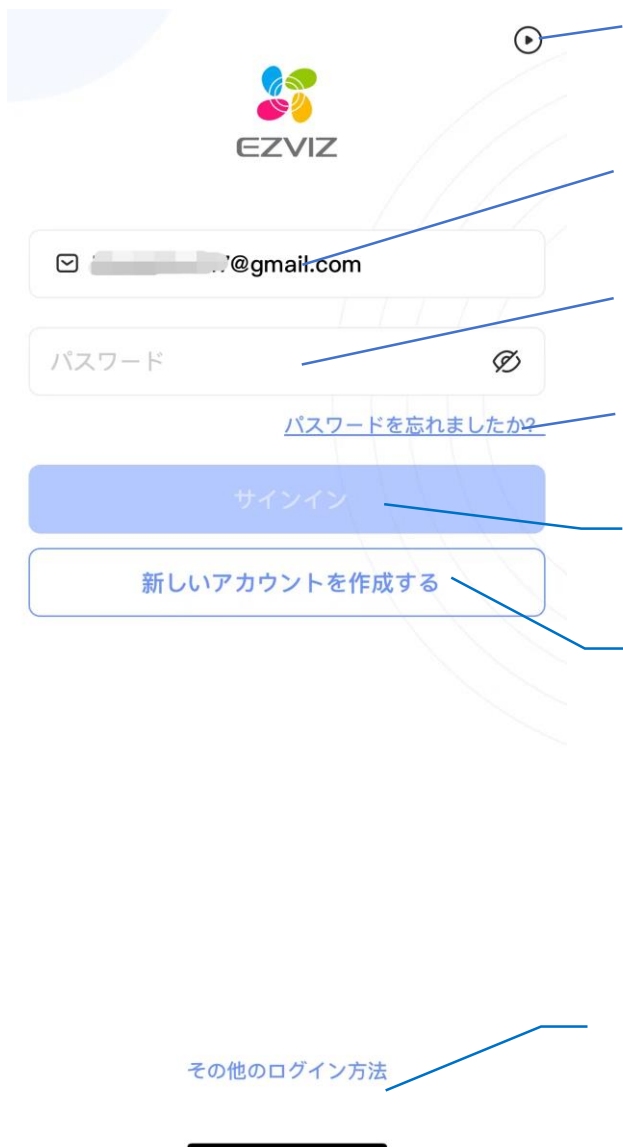 EZVIZ
7@gmail.com
パスワード
パスワードを忘れましたか?
サインイン
新しいアカウントを作成する
その他のログイン方法